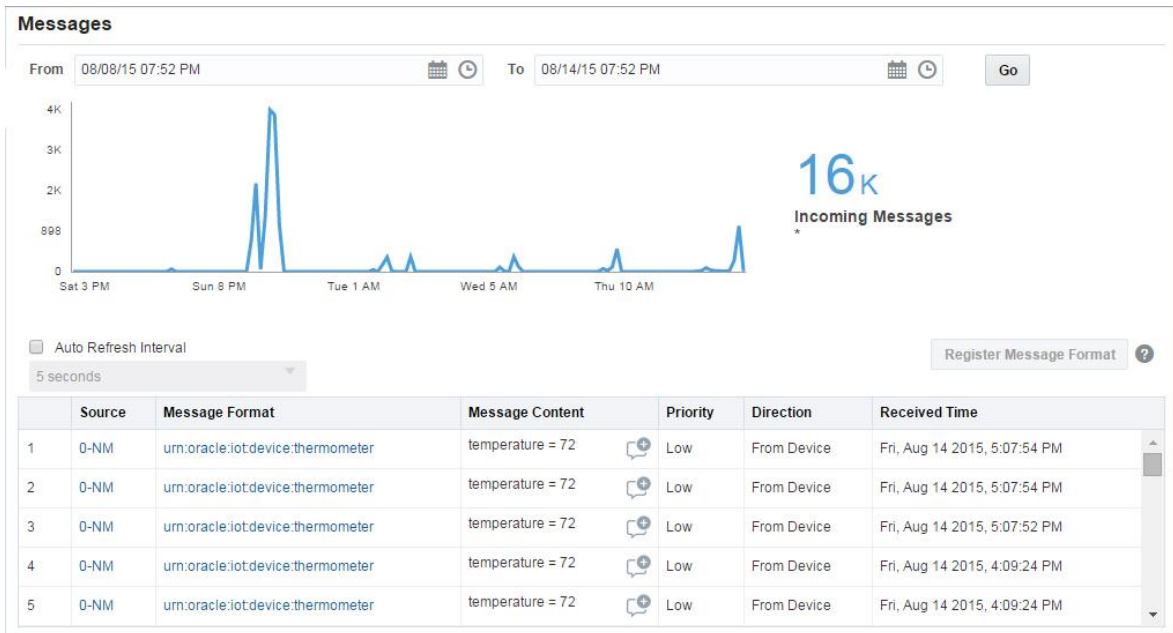 Messages
From 08/08/15 07:52 PM To 08/14/15 07:52 PM Go
4K
3K
2K
898
0
Sat 3 PM Sun 8 PM Tue 1 AM Wed 5 AM Thu 10 AM
16K
Incoming Messages
*
Auto Refresh Interval
5 seconds
Register Message Format ?
Source Message Format Message Content Priority Direction Received Time
1 0-NM urn:oracle:iot:device:thermometer temperature = 72 Low From Device Fri, Aug 14 2015, 5:07:54 PM
2 0-NM urn:oracle:iot:device:thermometer temperature = 72 Low From Device Fri, Aug 14 2015, 5:07:54 PM
3 0-NM urn:oracle:iot:device:thermometer temperature = 72 Low From Device Fri, Aug 14 2015, 5:07:52 PM
4 0-NM urn:oracle:iot:device:thermometer temperature = 72 Low From Device Fri, Aug 14 2015, 4:09:24 PM
5 0-NM urn:oracle:iot:device:thermometer temperature = 72 Low From Device Fri, Aug 14 2015, 4:09:24 PM